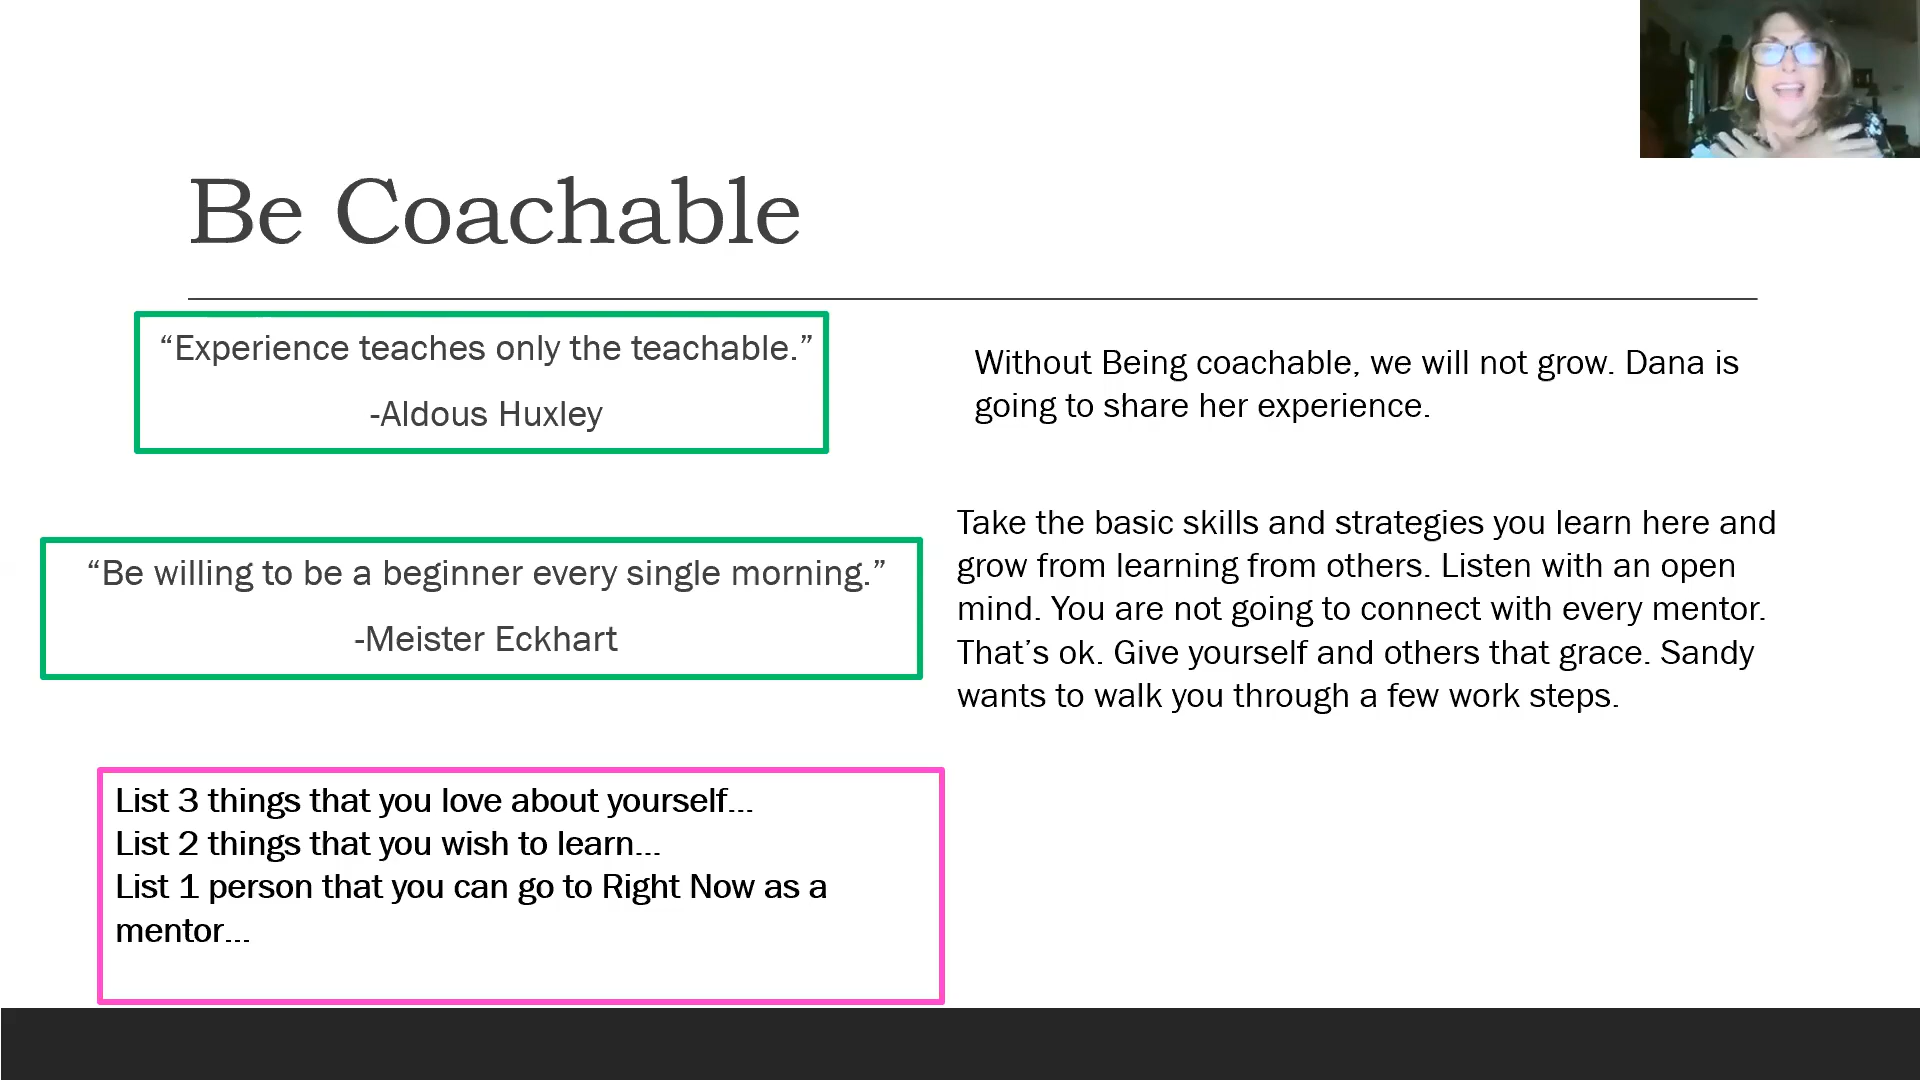 Be Coachable
“Experience teaches only the teachable.”
-Aldous Huxley
Without Being coachable, we will not grow. Dana is
going to share her experience.
“Be willing to be a beginner every single morning.”
-Meister Eckhart
Take the basic skills and strategies you learn here and
grow from learning from others. Listen with an open
mind. You are not going to connect with every mentor.
That’s ok. Give yourself and others that grace. Sandy
wants to walk you through a few work steps.
List 3 things that you love about yourself…
List 2 things that you wish to learn…
List 1 person that you can go to Right Now as a
mentor…